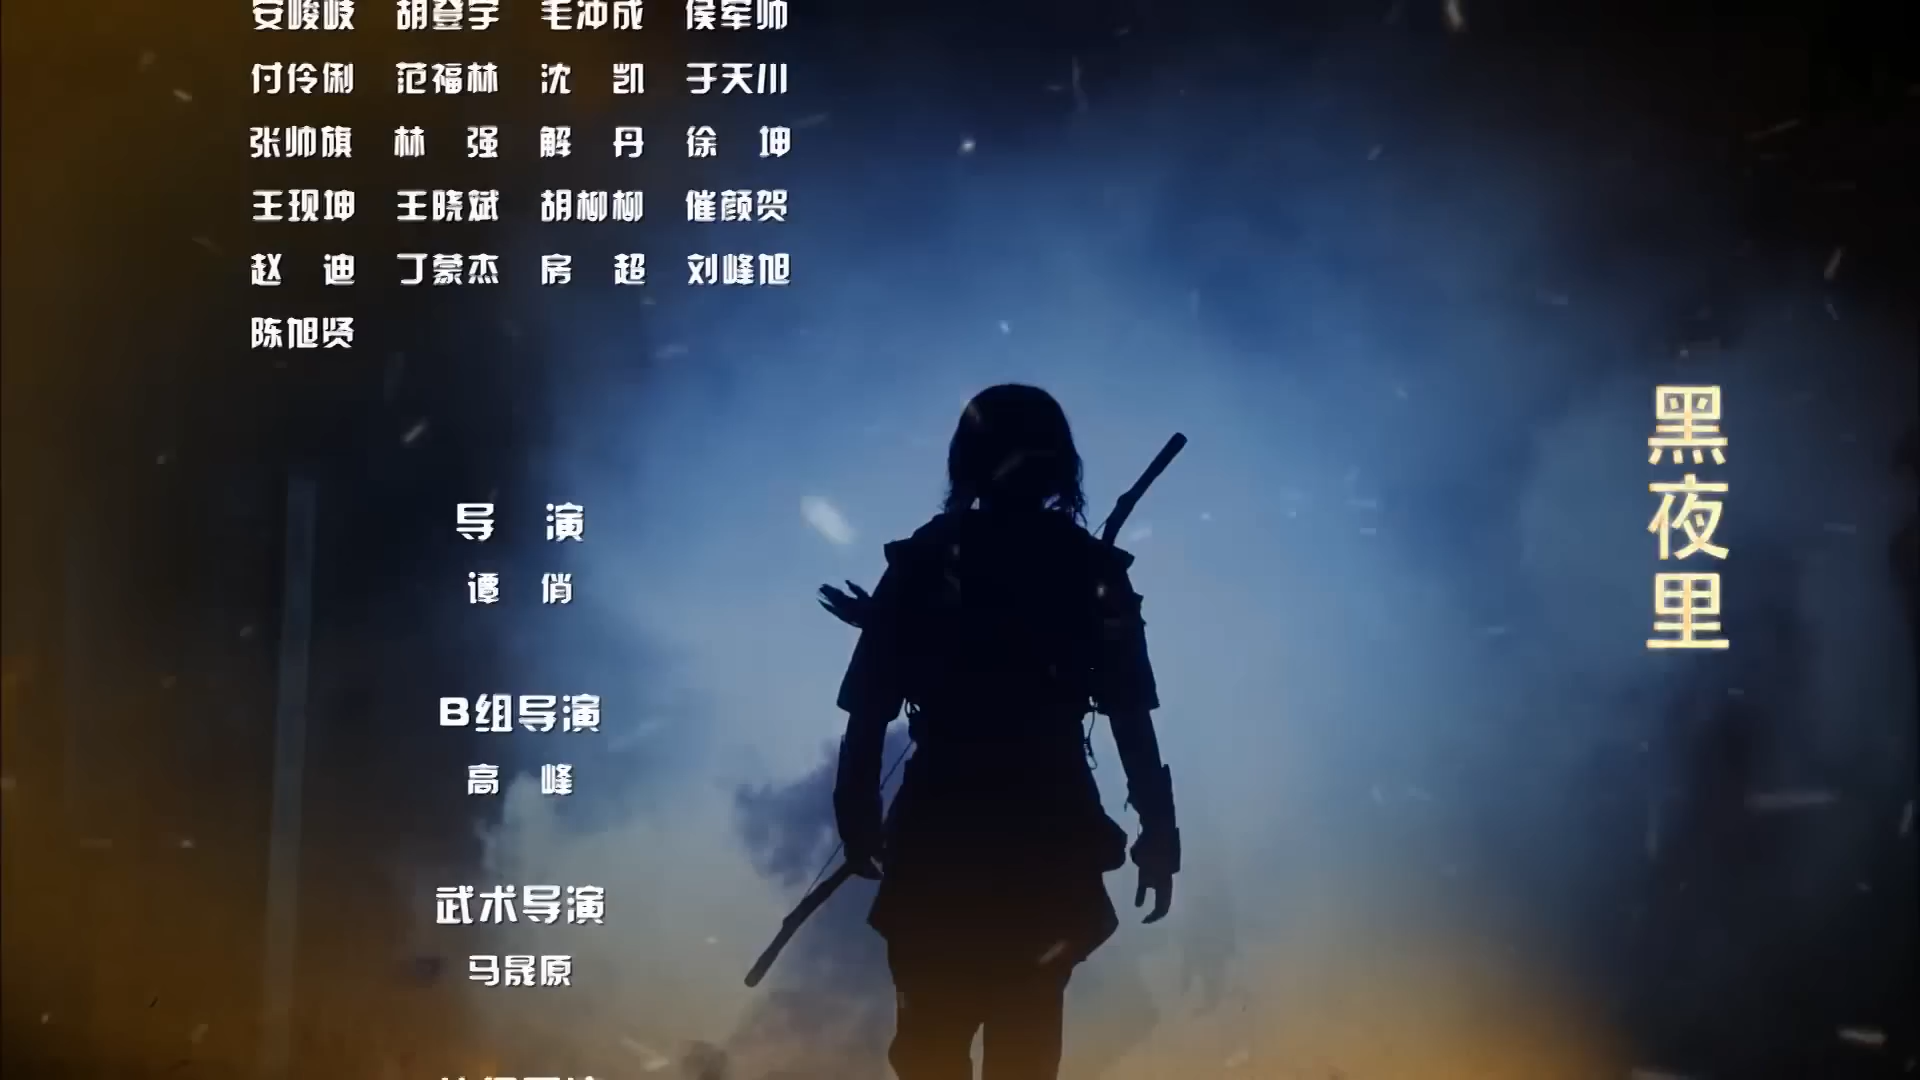 安峻岐 胡登宇 毛冲成 侯军帅
付伶俐 范福林 沈 凯 于天川
张帅旗 林 强 解 丹 徐 坤
王现坤 王晓斌 胡柳柳 催颜贺
赵 迪 丁蒙杰 房 超 刘峰旭
陈旭贤
导 演
谭 俏
B组导演
高 峰
武术导演
马晟原
黑夜里